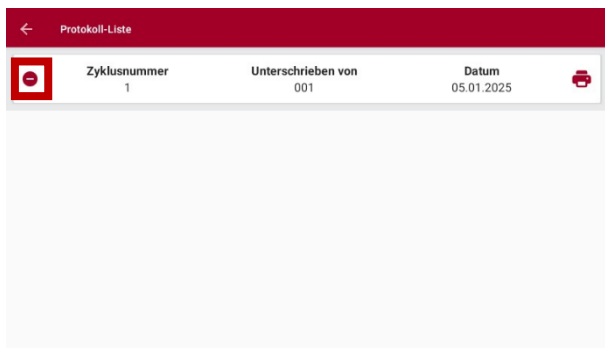 Protokoll-Liste
Zyklusnummer Unterschrieben von Datum
1 001 05.01.2025